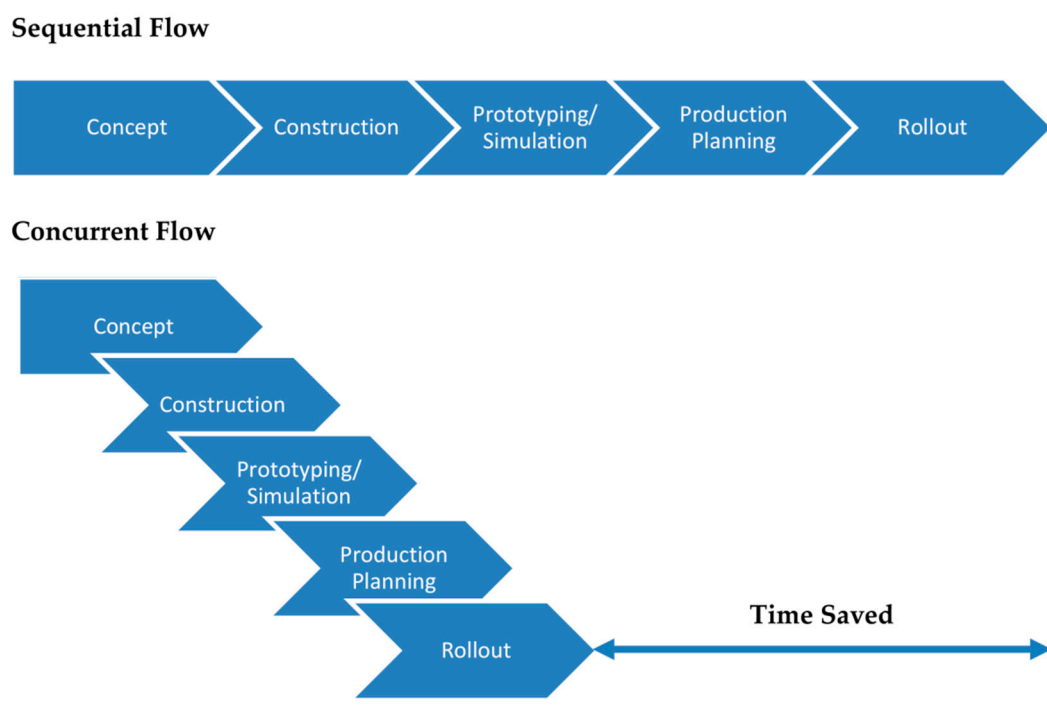 Sequential Flow
Concept
Construction
Prototyping/
Simulation
Production
Planning
Rollout
Concurrent Flow
Concept
Construction
Prototyping/
Simulation
Production
Planning
Rollout
Time Saved